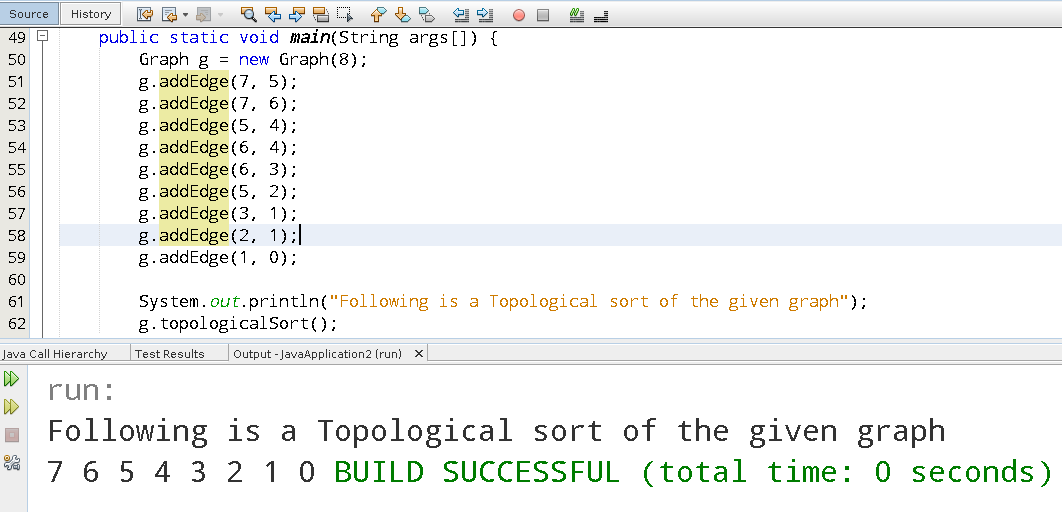 Source History
49 public static void main(String args[]) {
50 Graph g = new Graph(8);
51 g.addEdge(7, 5);
52 g.addEdge(7, 6);
53 g.addEdge(5, 4);
54 g.addEdge(6, 4);
55 g.addEdge(6, 3);
56 g.addEdge(5, 2);
57 g.addEdge(3, 1);
58 g.addEdge(2, 1);
59 g.addEdge(1, 0);
60
61 System.out.println("Following is a Topological sort of the given graph");
62 g.topologicalSort();
Java Call Hierarchy Test Results Output - JavaApplication2 (run) ×
run:
Following is a Topological sort of the given graph
7 6 5 4 3 2 1 0 BUILD SUCCESSFUL (total time: 0 seconds)